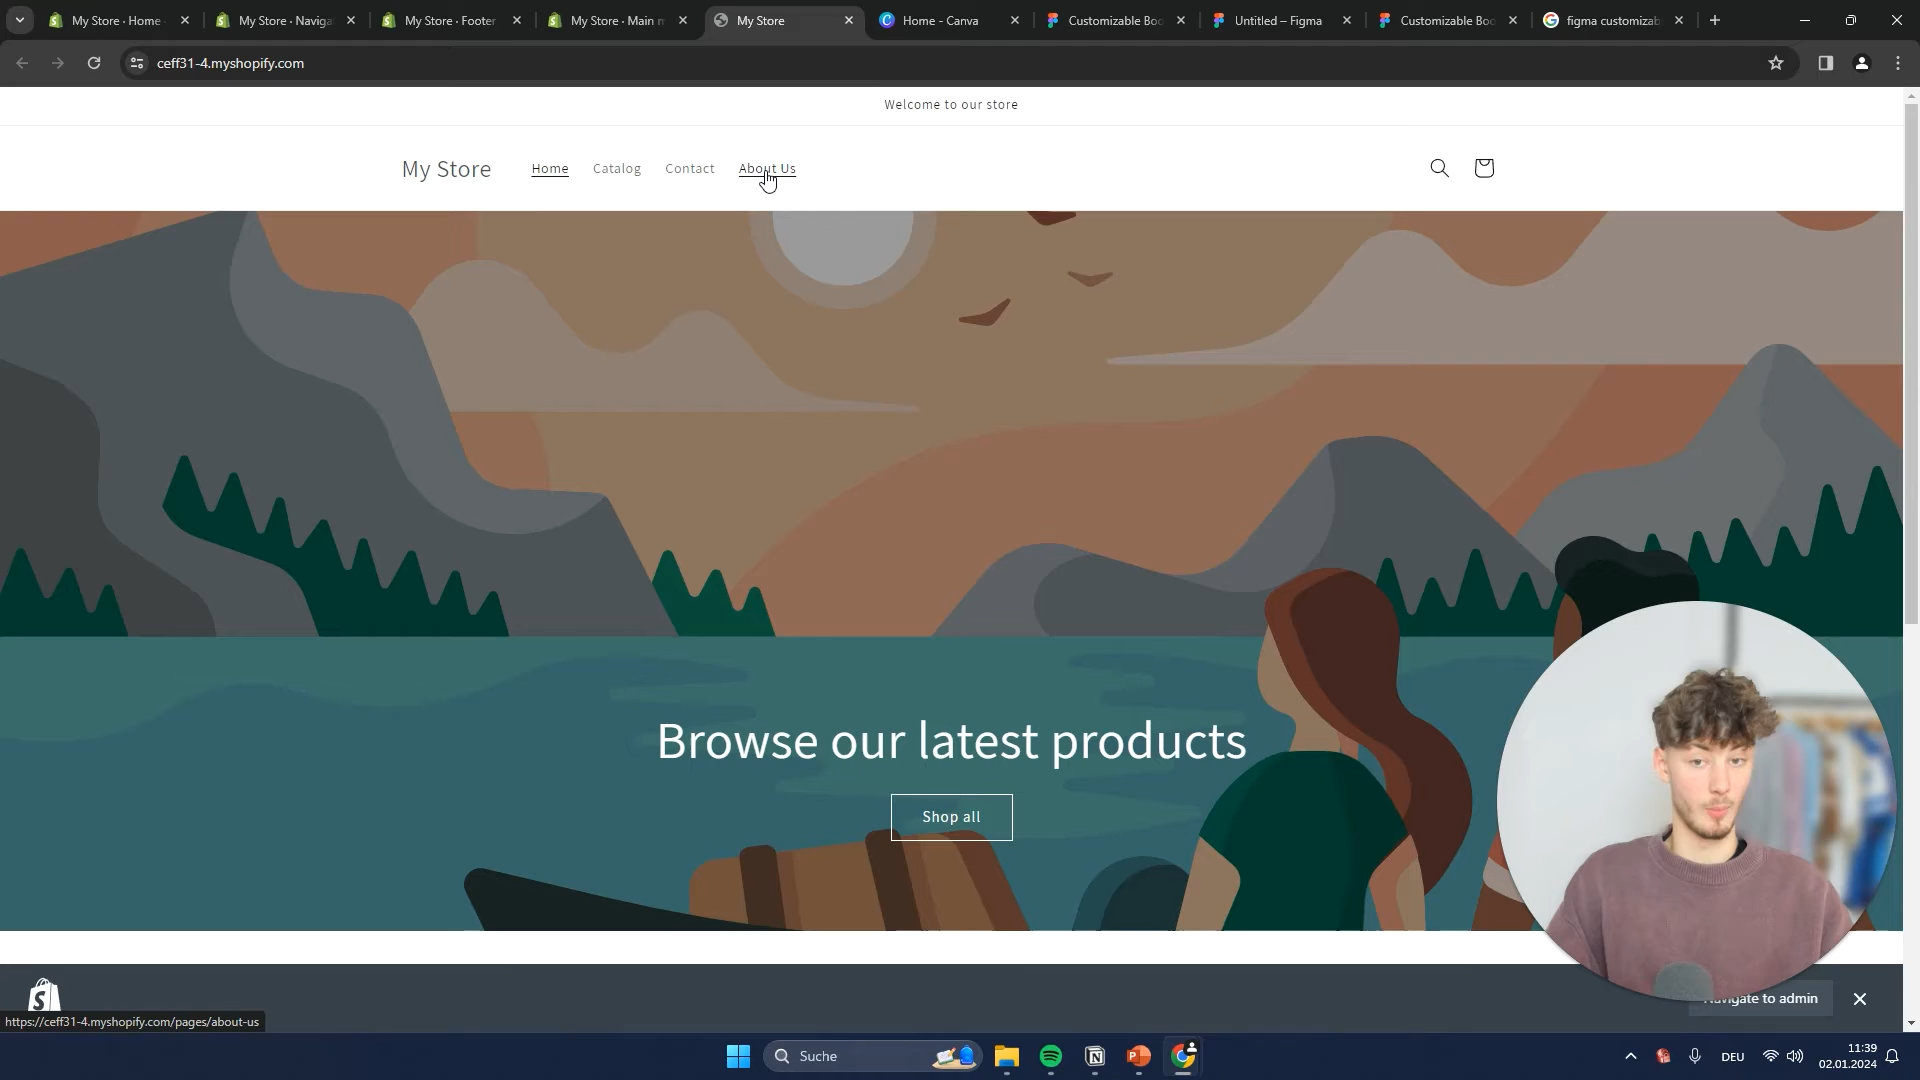 My Store · Home
My Store · Naviga
My Store · Footer
My Store · Main m
My Store
Home - Canva
Customizable Boo
Untitled – Figma
Customizable Boo
figma customizab
ceff31-4.myshopify.com
Welcome to our store
My Store
Home
Catalog
Contact
About Us
Browse our latest products
Shop all
Navigate to admin
https://ceff31-4.myshopify.com/pages/about-us
Suche
DEU
11:39
02.01.2024